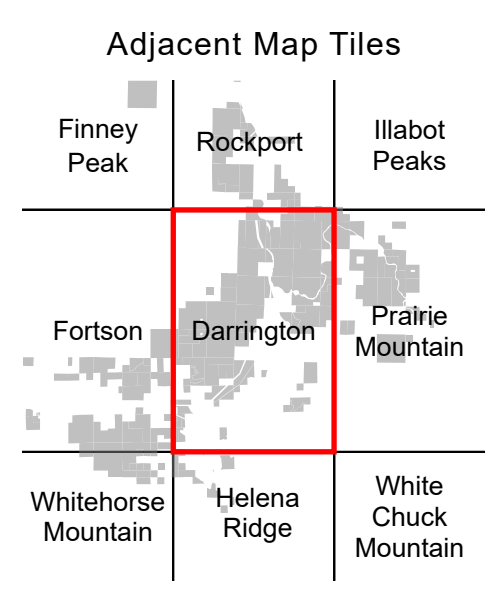 Adjacent Map Tiles
Finney
Peak
Rockport
Illabot
Peaks
Fortson
Darrington
Prairie
Mountain
Whitehorse
Mountain
Helena
Ridge
White
Chuck
Mountain